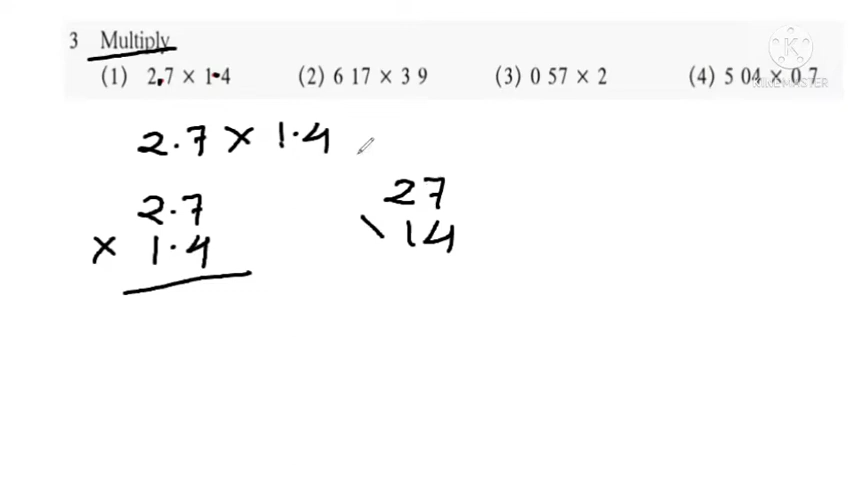 3 Multiply
(1) 2.7 × 1.4 (2) 6 17 × 3 9 (3) 0 57 × 2 (4) 5 04 × 0 7
K
KINEMASTER
2.7 × 1.4
2.7
× 1.4
27
\ 14